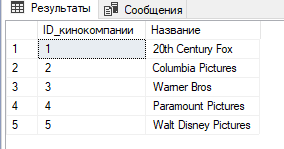 Результаты Сообщения
ID_кинокомпании Название
1 1 20th Century Fox
2 2 Columbia Pictures
3 3 Warner Bros
4 4 Paramount Pictures
5 5 Walt Disney Pictures